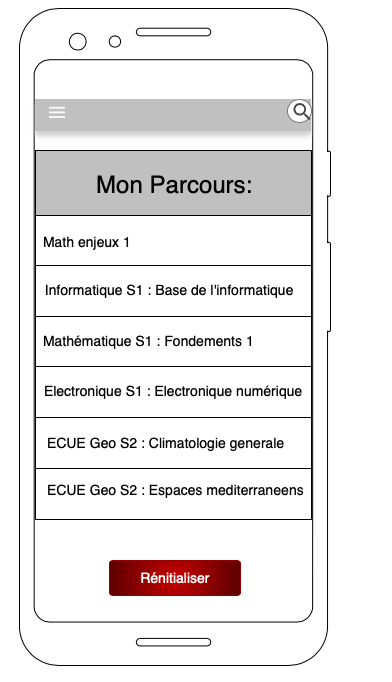 Mon Parcours:
Math enjeux 1
Informatique S1 : Base de l'informatique
Mathématique S1 : Fondements 1
Electronique S1 : Electronique numérique
ECUE Geo S2 : Climatologie generale
ECUE Geo S2 : Espaces mediterraneens
Rénitialiser